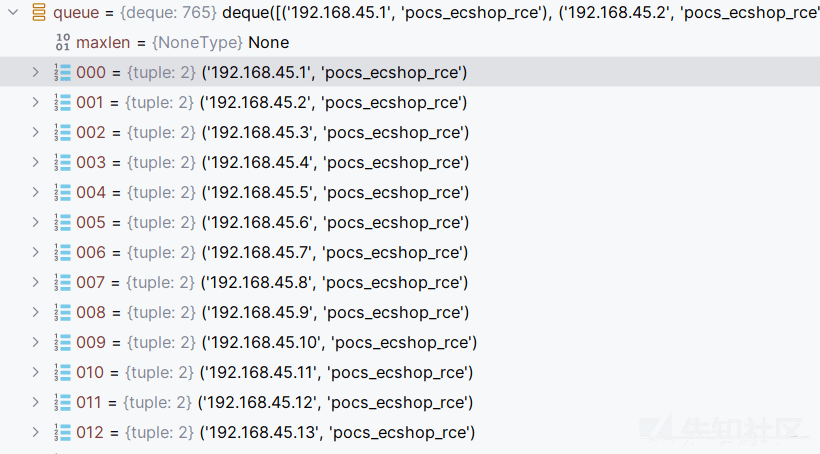 queue = {deque: 765} deque([('192.168.45.1', 'pocs_ecshop_rce'), ('192.168.45.2', 'pocs_ecshop_rce'
maxlen = {NoneType} None
000 = {tuple: 2} ('192.168.45.1', 'pocs_ecshop_rce')
001 = {tuple: 2} ('192.168.45.2', 'pocs_ecshop_rce')
002 = {tuple: 2} ('192.168.45.3', 'pocs_ecshop_rce')
003 = {tuple: 2} ('192.168.45.4', 'pocs_ecshop_rce')
004 = {tuple: 2} ('192.168.45.5', 'pocs_ecshop_rce')
005 = {tuple: 2} ('192.168.45.6', 'pocs_ecshop_rce')
006 = {tuple: 2} ('192.168.45.7', 'pocs_ecshop_rce')
007 = {tuple: 2} ('192.168.45.8', 'pocs_ecshop_rce')
008 = {tuple: 2} ('192.168.45.9', 'pocs_ecshop_rce')
009 = {tuple: 2} ('192.168.45.10', 'pocs_ecshop_rce')
010 = {tuple: 2} ('192.168.45.11', 'pocs_ecshop_rce')
011 = {tuple: 2} ('192.168.45.12', 'pocs_ecshop_rce')
012 = {tuple: 2} ('192.168.45.13', 'pocs_ecshop_rce')
先知社区